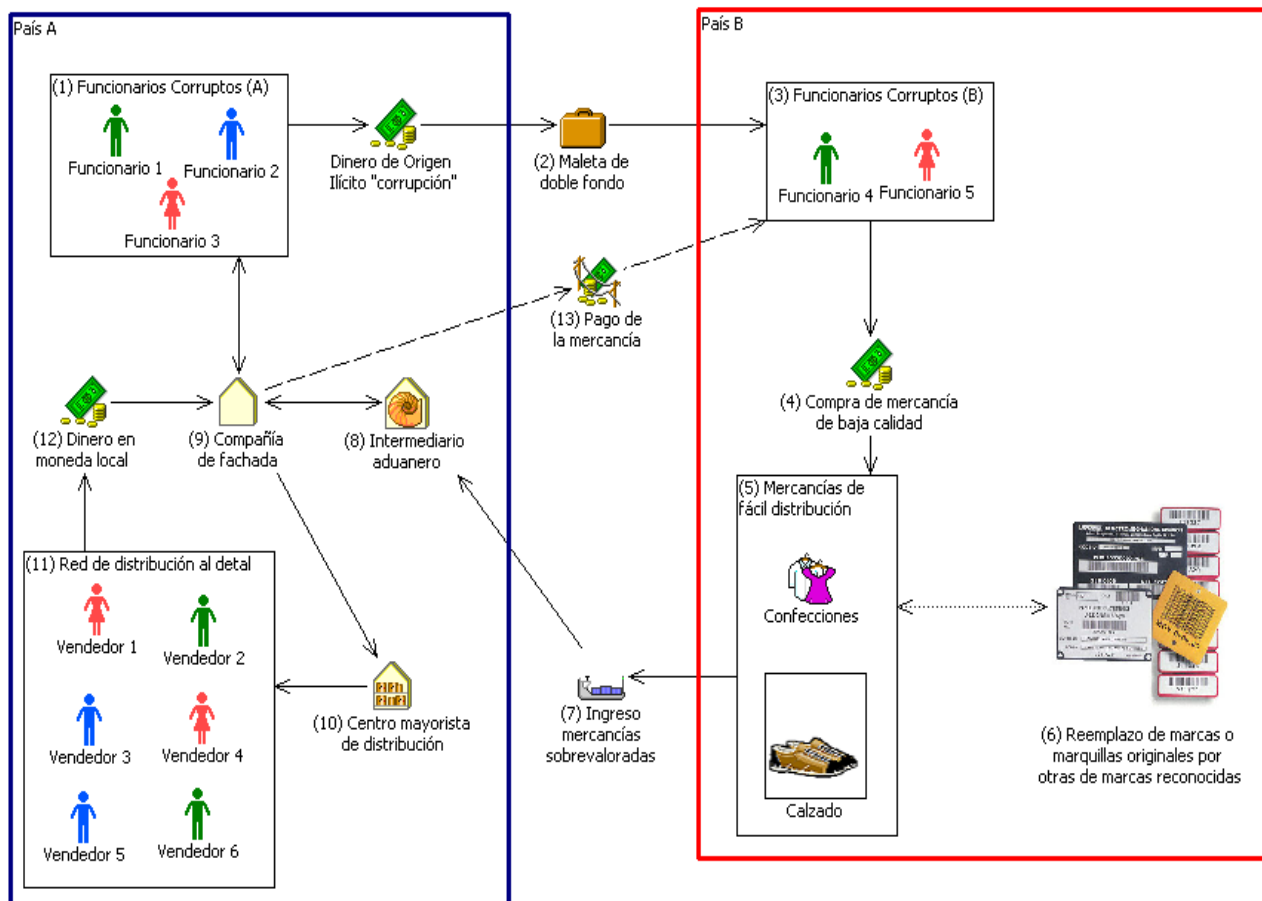 País A
País B
(1) Funcionarios Corruptos (A)
Funcionario 1
Funcionario 2
Funcionario 3
Dinero de Origen
Ilícito "corrupción"
(2) Maleta de
doble fondo
(3) Funcionarios Corruptos (B)
Funcionario 4
Funcionario 5
(13) Pago de
la mercancía
(4) Compra de mercancía
de baja calidad
(12) Dinero en
moneda local
(9) Compañía
de fachada
(8) Intermediario
aduanero
(5) Mercancías de
fácil distribución
Confecciones
Calzado
(6) Reemplazo de marcas o
marquillas originales por
otras de marcas reconocidas
(7) Ingreso
mercancías
sobrevaloradas
(10) Centro mayorista
de distribución
(11) Red de distribución al detal
Vendedor 1
Vendedor 2
Vendedor 3
Vendedor 4
Vendedor 5
Vendedor 6